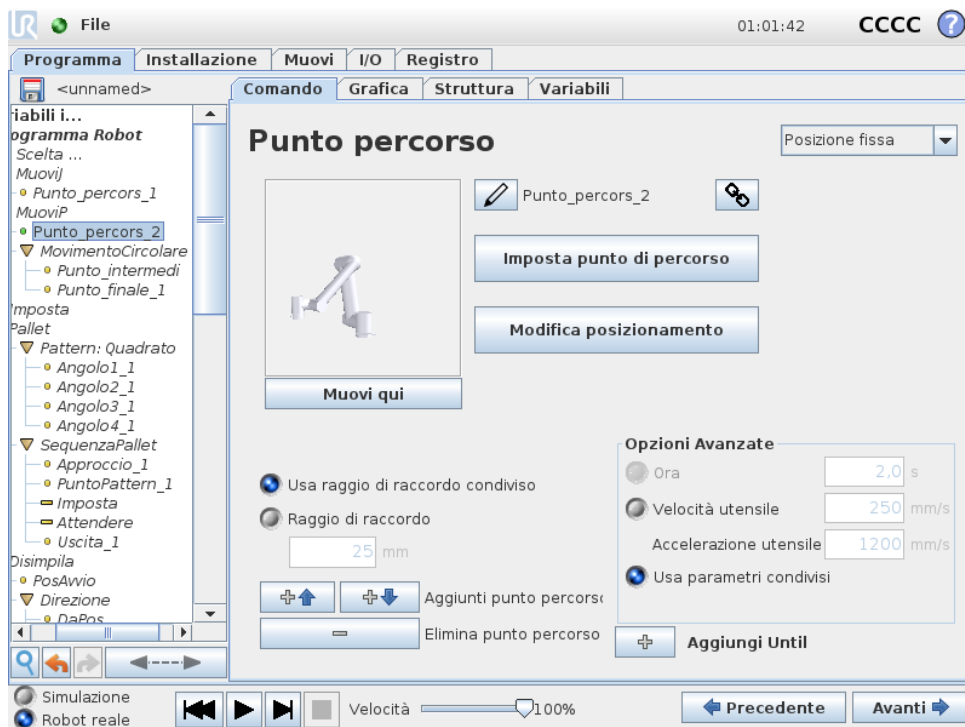 UR File 01:01:42 CCCC ?
Programma Installazione Muovi I/O Registro
<unnamed>
Comando Grafica Struttura Variabili
riabili i...
ogramma Robot
Scelta ...
MuoviJ
Punto_percors_1
MuoviP
Punto_percors_2
MovimentoCircolare
Punto_intermedi
Punto_finale_1
Imposta
Pallet
Pattern: Quadrato
Angolo1_1
Angolo2_1
Angolo3_1
Angolo4_1
SequenzaPallet
Approccio_1
PuntoPattern_1
Imposta
Attendere
Uscita_1
Disimpila
PosAvvio
Direzione
DaPos
Punto percorso
Posizione fissa
Punto_percors_2
Imposta punto di percorso
Modifica posizionamento
Muovi qui
Usa raggio di raccordo condiviso
Raggio di raccordo
25 mm
Aggiunti punto percorso
Elimina punto percorso
Opzioni Avanzate
Ora 2,0 s
Velocità utensile 250 mm/s
Accelerazione utensile 1200 mm/s
Usa parametri condivisi
Aggiungi Until
Simulazione
Robot reale
Velocità 100%
Precedente Avanti